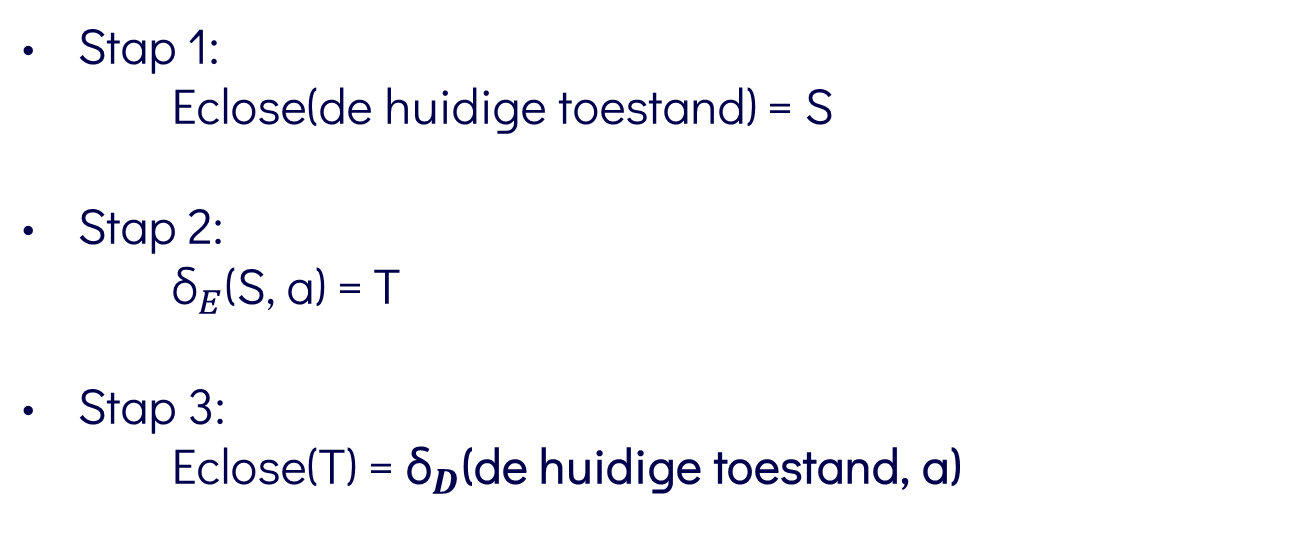 • Stap 1:
Eclose(de huidige toestand) = S
• Stap 2:
δ_E(S, a) = T
• Stap 3:
Eclose(T) = δ_D(de huidige toestand, a)